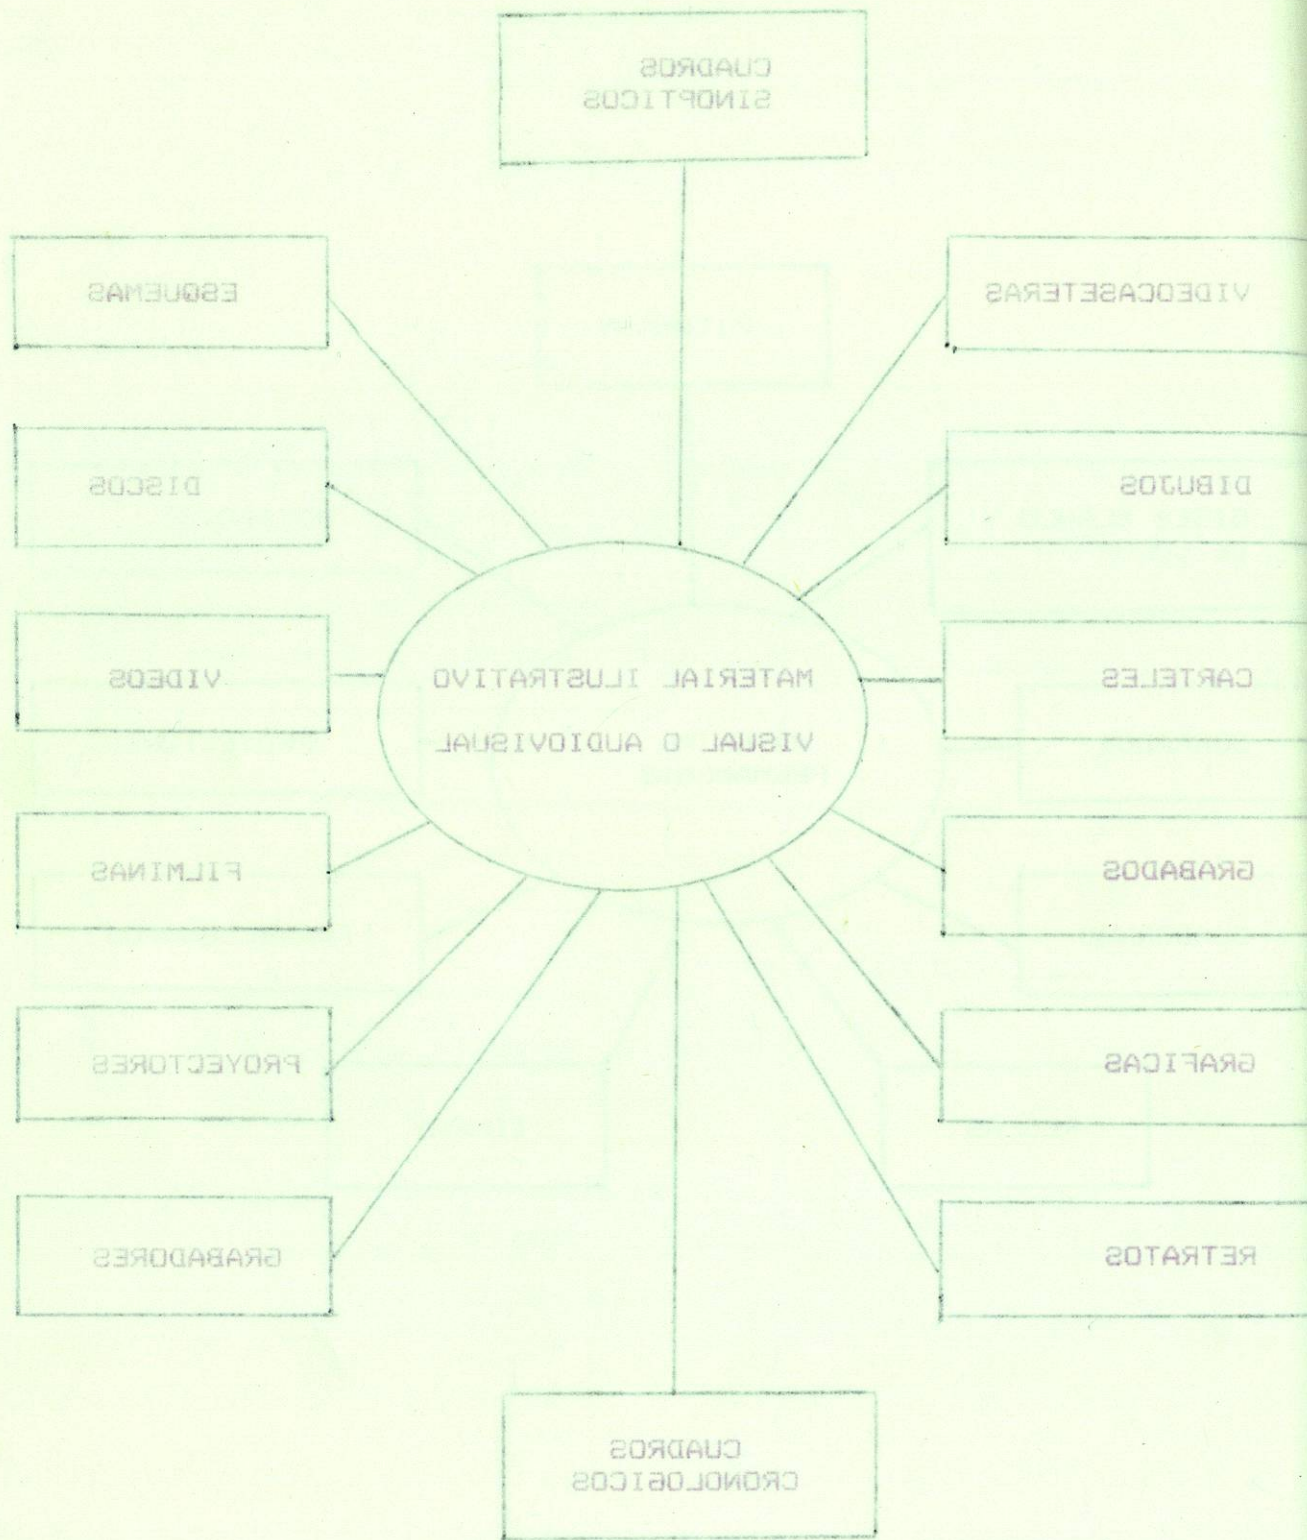 CUADROS
SINOPTICOS
VIDEOCASETERAS
ESQUEMAS
DIBUJOS
DISCOS
CARTELES
MATERIAL ILUSTRATIVO
VISUAL O AUDIOVISUAL
VIDEOS
GRABADOS
FILMINAS
GRAFICAS
PROYECTORES
RETRATOS
GRABADORES
CUADROS
CRONOLOGICOS